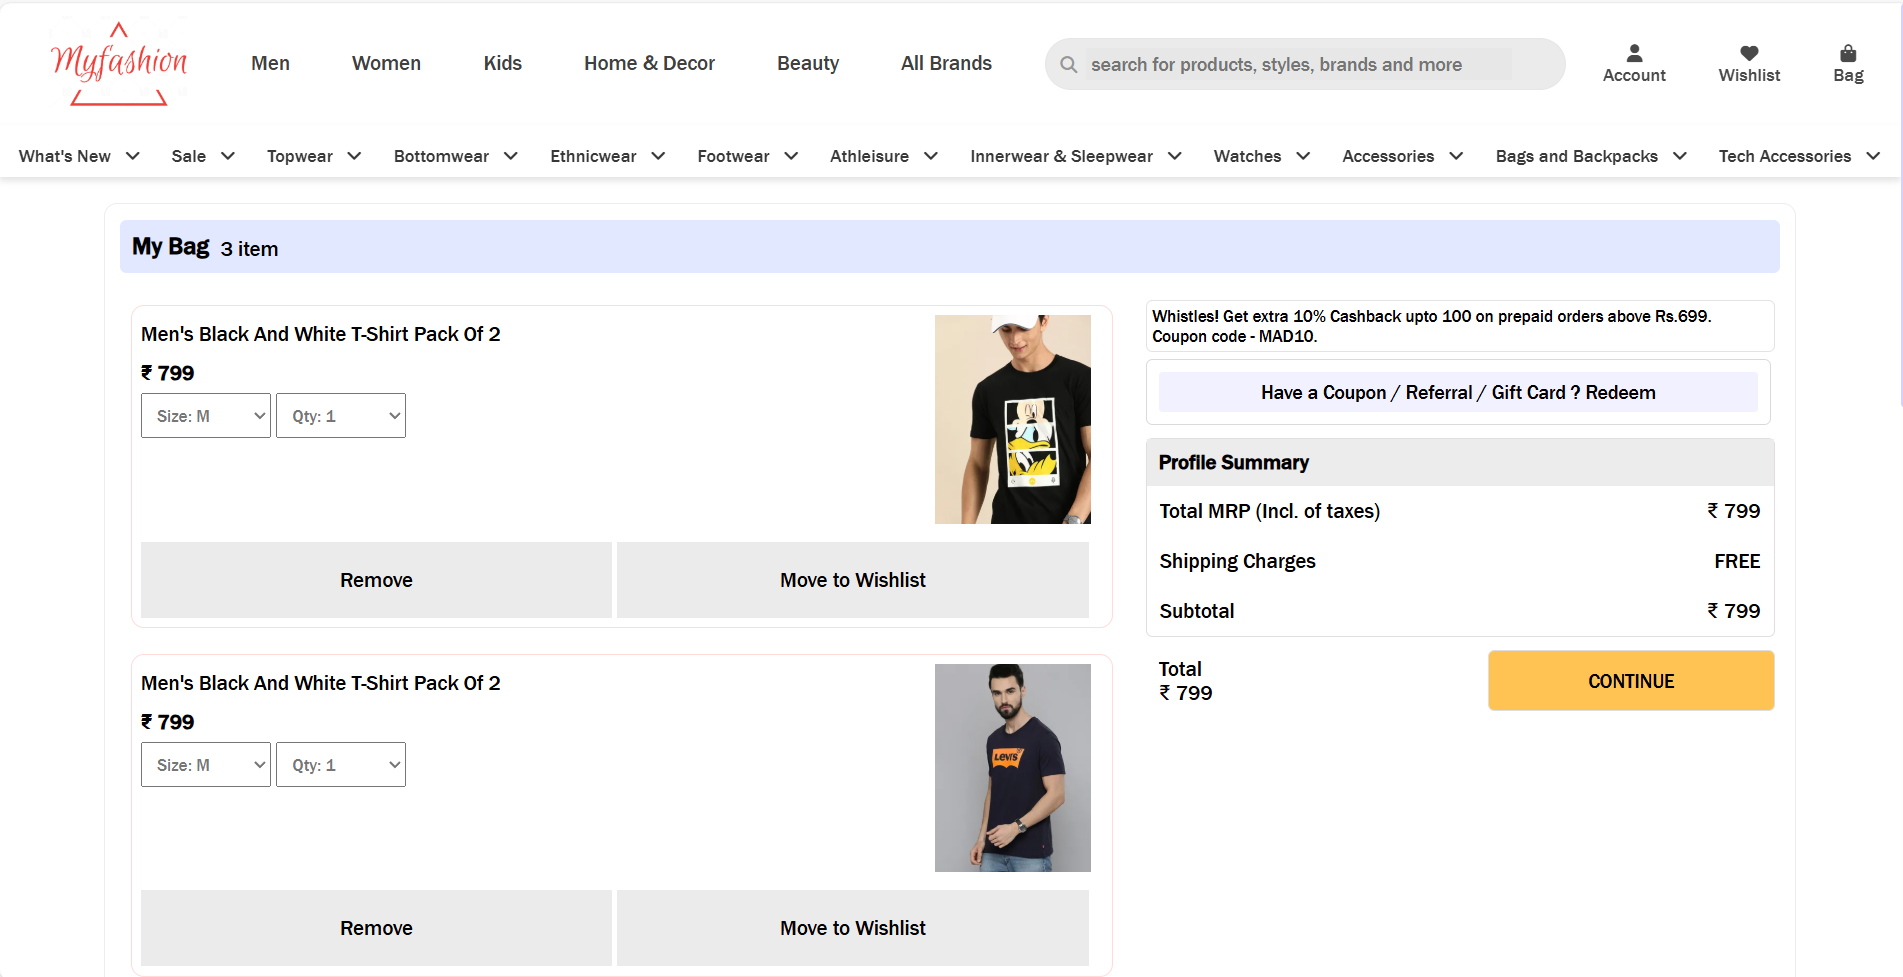 Myfashion
Men Women Kids Home & Decor Beauty All Brands
search for products, styles, brands and more
Account Wishlist Bag
What's New Sale Topwear Bottomwear Ethnicwear Footwear Athleisure Innerwear & Sleepwear Watches Accessories Bags and Backpacks Tech Accessories
My Bag 3 item
Men's Black And White T-Shirt Pack Of 2
₹ 799
Size: M Qty: 1
Remove Move to Wishlist
Men's Black And White T-Shirt Pack Of 2
₹ 799
Size: M Qty: 1
Levi's
Remove Move to Wishlist
Whistles! Get extra 10% Cashback upto 100 on prepaid orders above Rs.699.
Coupon code - MAD10.
Have a Coupon / Referral / Gift Card ? Redeem
Profile Summary
Total MRP (Incl. of taxes) ₹ 799
Shipping Charges FREE
Subtotal ₹ 799
Total
₹ 799
CONTINUE